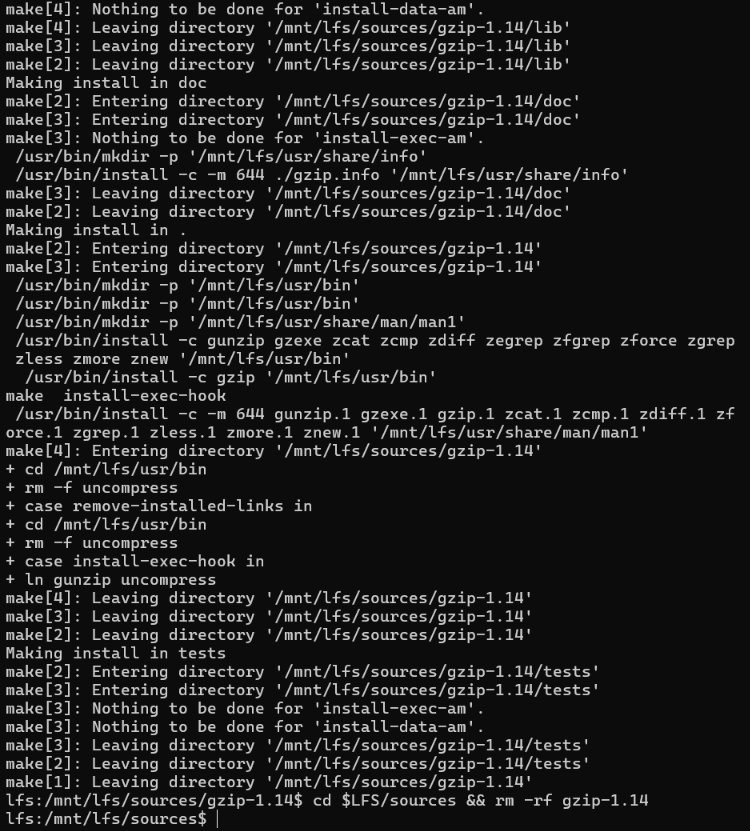 make[4]: Nothing to be done for 'install-data-am'.
make[4]: Leaving directory '/mnt/lfs/sources/gzip-1.14/lib'
make[3]: Leaving directory '/mnt/lfs/sources/gzip-1.14/lib'
make[2]: Leaving directory '/mnt/lfs/sources/gzip-1.14/lib'
Making install in doc
make[2]: Entering directory '/mnt/lfs/sources/gzip-1.14/doc'
make[3]: Entering directory '/mnt/lfs/sources/gzip-1.14/doc'
make[3]: Nothing to be done for 'install-exec-am'.
 /usr/bin/mkdir -p '/mnt/lfs/usr/share/info'
 /usr/bin/install -c -m 644 ./gzip.info '/mnt/lfs/usr/share/info'
make[3]: Leaving directory '/mnt/lfs/sources/gzip-1.14/doc'
make[2]: Leaving directory '/mnt/lfs/sources/gzip-1.14/doc'
Making install in .
make[2]: Entering directory '/mnt/lfs/sources/gzip-1.14'
make[3]: Entering directory '/mnt/lfs/sources/gzip-1.14'
 /usr/bin/mkdir -p '/mnt/lfs/usr/bin'
 /usr/bin/mkdir -p '/mnt/lfs/usr/bin'
 /usr/bin/mkdir -p '/mnt/lfs/usr/share/man/man1'
 /usr/bin/install -c gunzip gzexe zcat zcmp zdiff zegrep zfgrep zforce zgrep
 zless zmore znew '/mnt/lfs/usr/bin'
  /usr/bin/install -c gzip '/mnt/lfs/usr/bin'
make  install-exec-hook
 /usr/bin/install -c -m 644 gunzip.1 gzexe.1 gzip.1 zcat.1 zcmp.1 zdiff.1 zf
orce.1 zgrep.1 zless.1 zmore.1 znew.1 '/mnt/lfs/usr/share/man/man1'
make[4]: Entering directory '/mnt/lfs/sources/gzip-1.14'
+ cd /mnt/lfs/usr/bin
+ rm -f uncompress
+ case remove-installed-links in
+ cd /mnt/lfs/usr/bin
+ rm -f uncompress
+ case install-exec-hook in
+ ln gunzip uncompress
make[4]: Leaving directory '/mnt/lfs/sources/gzip-1.14'
make[3]: Leaving directory '/mnt/lfs/sources/gzip-1.14'
make[2]: Leaving directory '/mnt/lfs/sources/gzip-1.14'
Making install in tests
make[2]: Entering directory '/mnt/lfs/sources/gzip-1.14/tests'
make[3]: Entering directory '/mnt/lfs/sources/gzip-1.14/tests'
make[3]: Nothing to be done for 'install-exec-am'.
make[3]: Nothing to be done for 'install-data-am'.
make[3]: Leaving directory '/mnt/lfs/sources/gzip-1.14/tests'
make[2]: Leaving directory '/mnt/lfs/sources/gzip-1.14/tests'
make[1]: Leaving directory '/mnt/lfs/sources/gzip-1.14'
lfs:/mnt/lfs/sources/gzip-1.14$ cd $LFS/sources && rm -rf gzip-1.14
lfs:/mnt/lfs/sources$